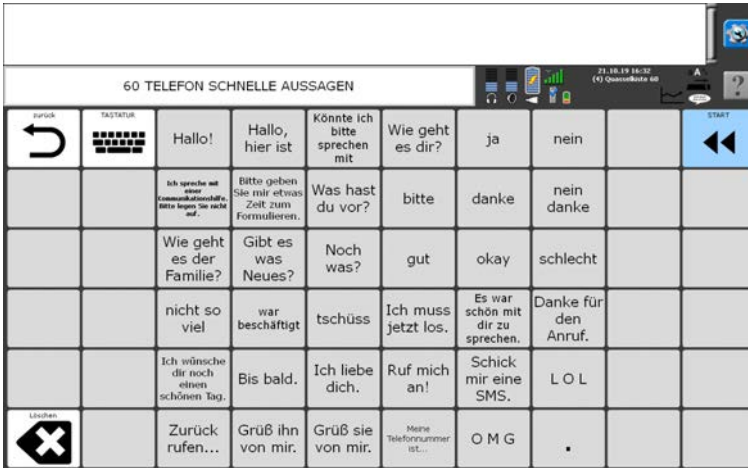 21.10.19 16:32
(4) Quasselkiste 60
60 TELEFON SCHNELLE AUSSAGEN
A
?
zurück
TASTATUR
Hallo!
Hallo,
hier ist
Könnte ich
bitte
sprechen
mit
Wie geht
es dir?
ja
nein
START
Ich spreche mit
einer
Kommunikationshilfe.
Bitte legen Sie nicht
auf.
Bitte geben
Sie mir etwas
Zeit zum
Formulieren.
Was hast
du vor?
bitte
danke
nein
danke
Wie geht
es der
Familie?
Gibt es
was
Neues?
Noch
was?
gut
okay
schlecht
nicht so
viel
war
beschäftigt
tschüss
Ich muss
jetzt los.
Es war
schön mit
dir zu
sprechen.
Danke für
den
Anruf.
Ich wünsche
dir noch
einen
schönen Tag.
Bis bald.
Ich liebe
dich.
Ruf mich
an!
Schick
mir eine
SMS.
L O L
Löschen
Zurück
rufen...
Grüß ihn
von mir.
Grüß sie
von mir.
Meine
Telefonnummer
ist...
O M G
.